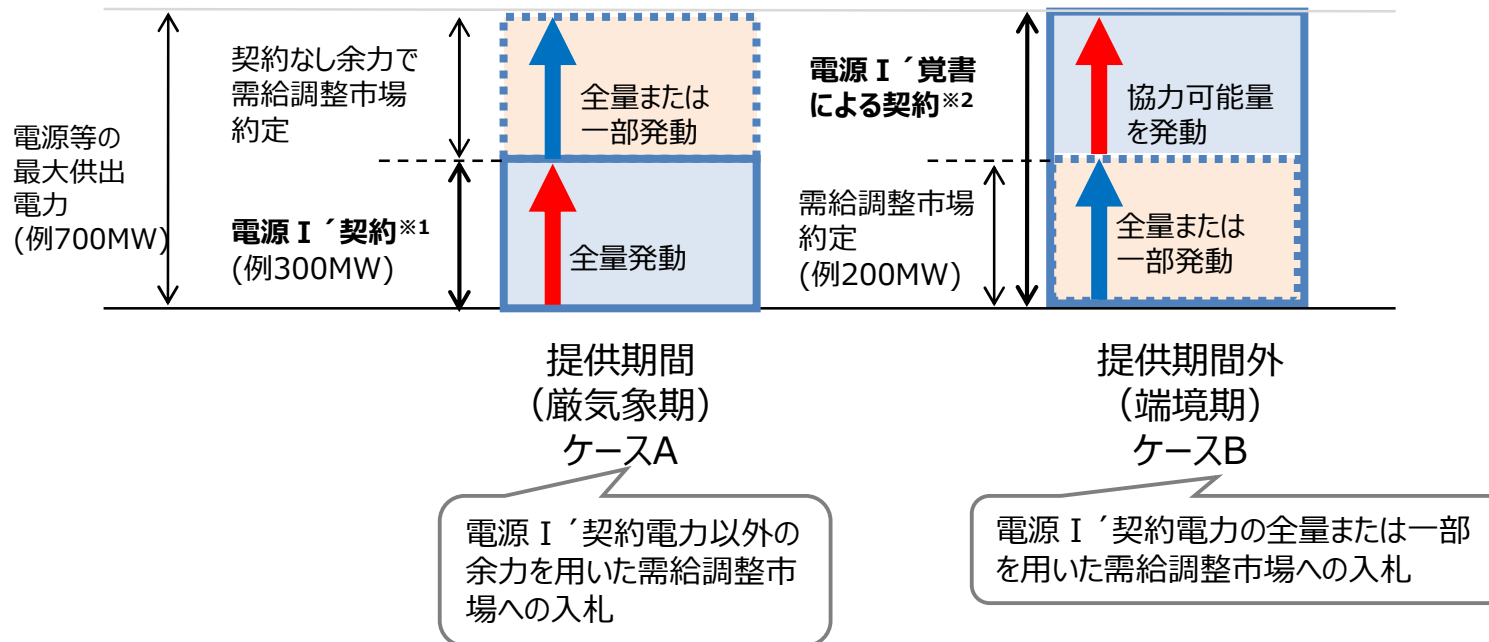 電源等の
最大供出
電力
(例700MW)
契約なし余力で
需給調整市場
約定
電源Ⅰ´契約※1
(例300MW)
全量または
一部発動
全量発動
電源Ⅰ´覚書
による契約※2
需給調整市場
約定
(例200MW)
協力可能量
を発動
全量または
一部発動
提供期間
(厳気象期)
ケースA
提供期間外
(端境期)
ケースB
電源Ⅰ´契約電力以外の
余力を用いた需給調整市
場への入札
電源Ⅰ´契約電力の全量または一部
を用いた需給調整市場への入札